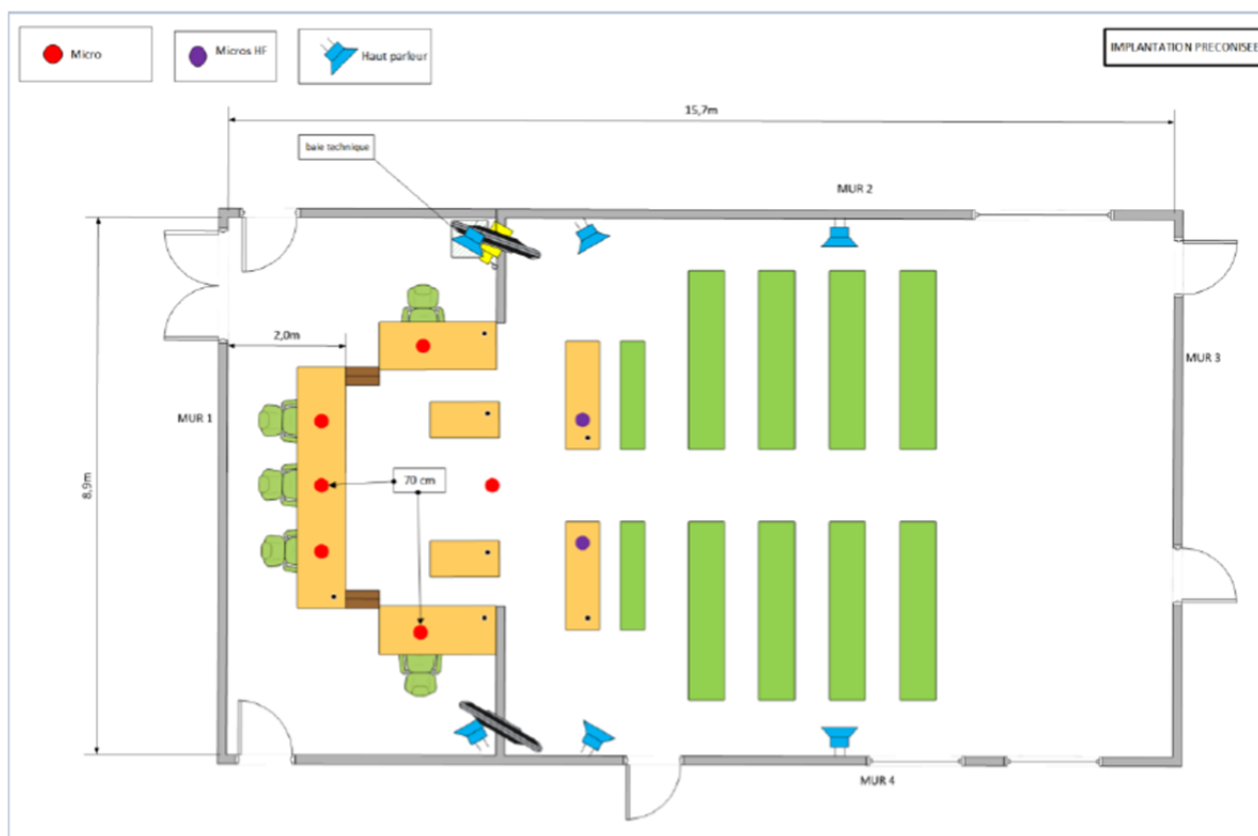 Micro
Micros HF
Haut parleur
IMPLANTATION PRECONISEE
15,7m
baie technique
MUR 2
2,0m
MUR 3
MUR 1
70 cm
8,9m
MUR 4